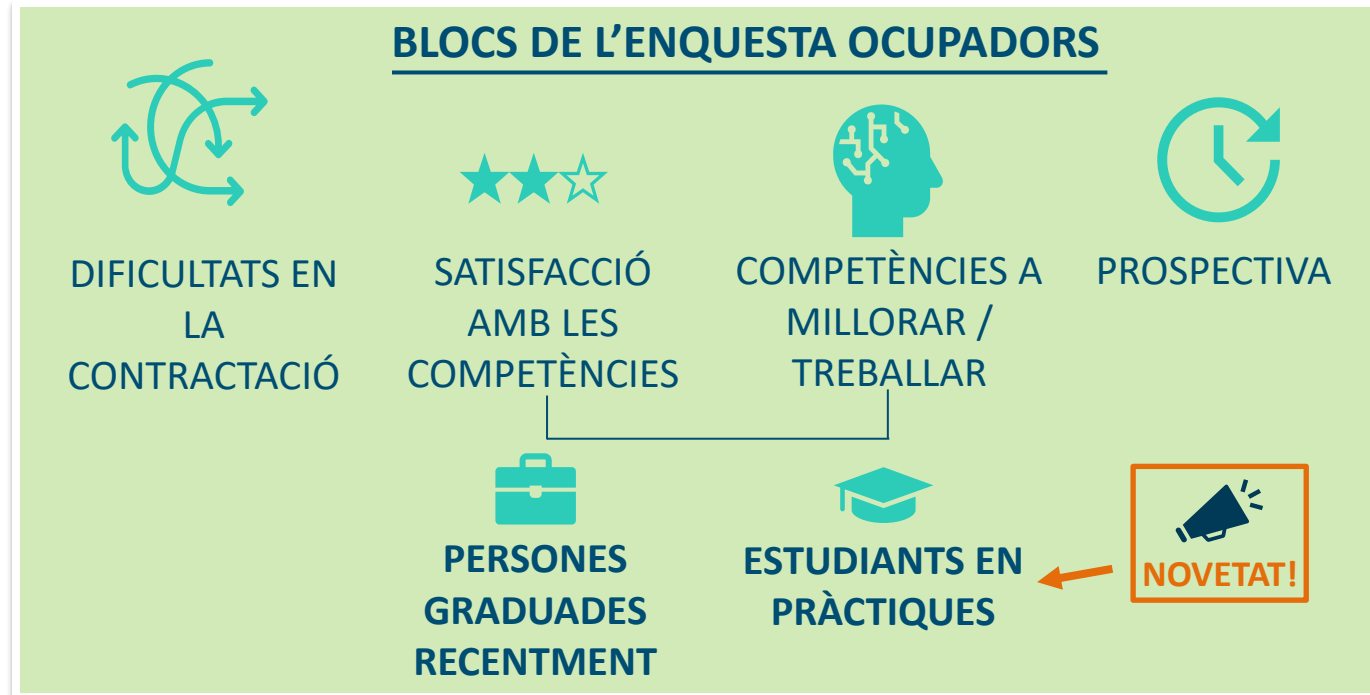 BLOCS DE L’ENQUESTA OCUPADORS
DIFICULTATS EN
LA
CONTRACTACIÓ
SATISFACCIÓ
AMB LES
COMPETÈNCIES
COMPETÈNCIES A
MILLORAR /
TREBALLAR
PROSPECTIVA
PERSONES
GRADUADES
RECENTMENT
ESTUDIANTS EN
PRÀCTIQUES
NOVETAT!